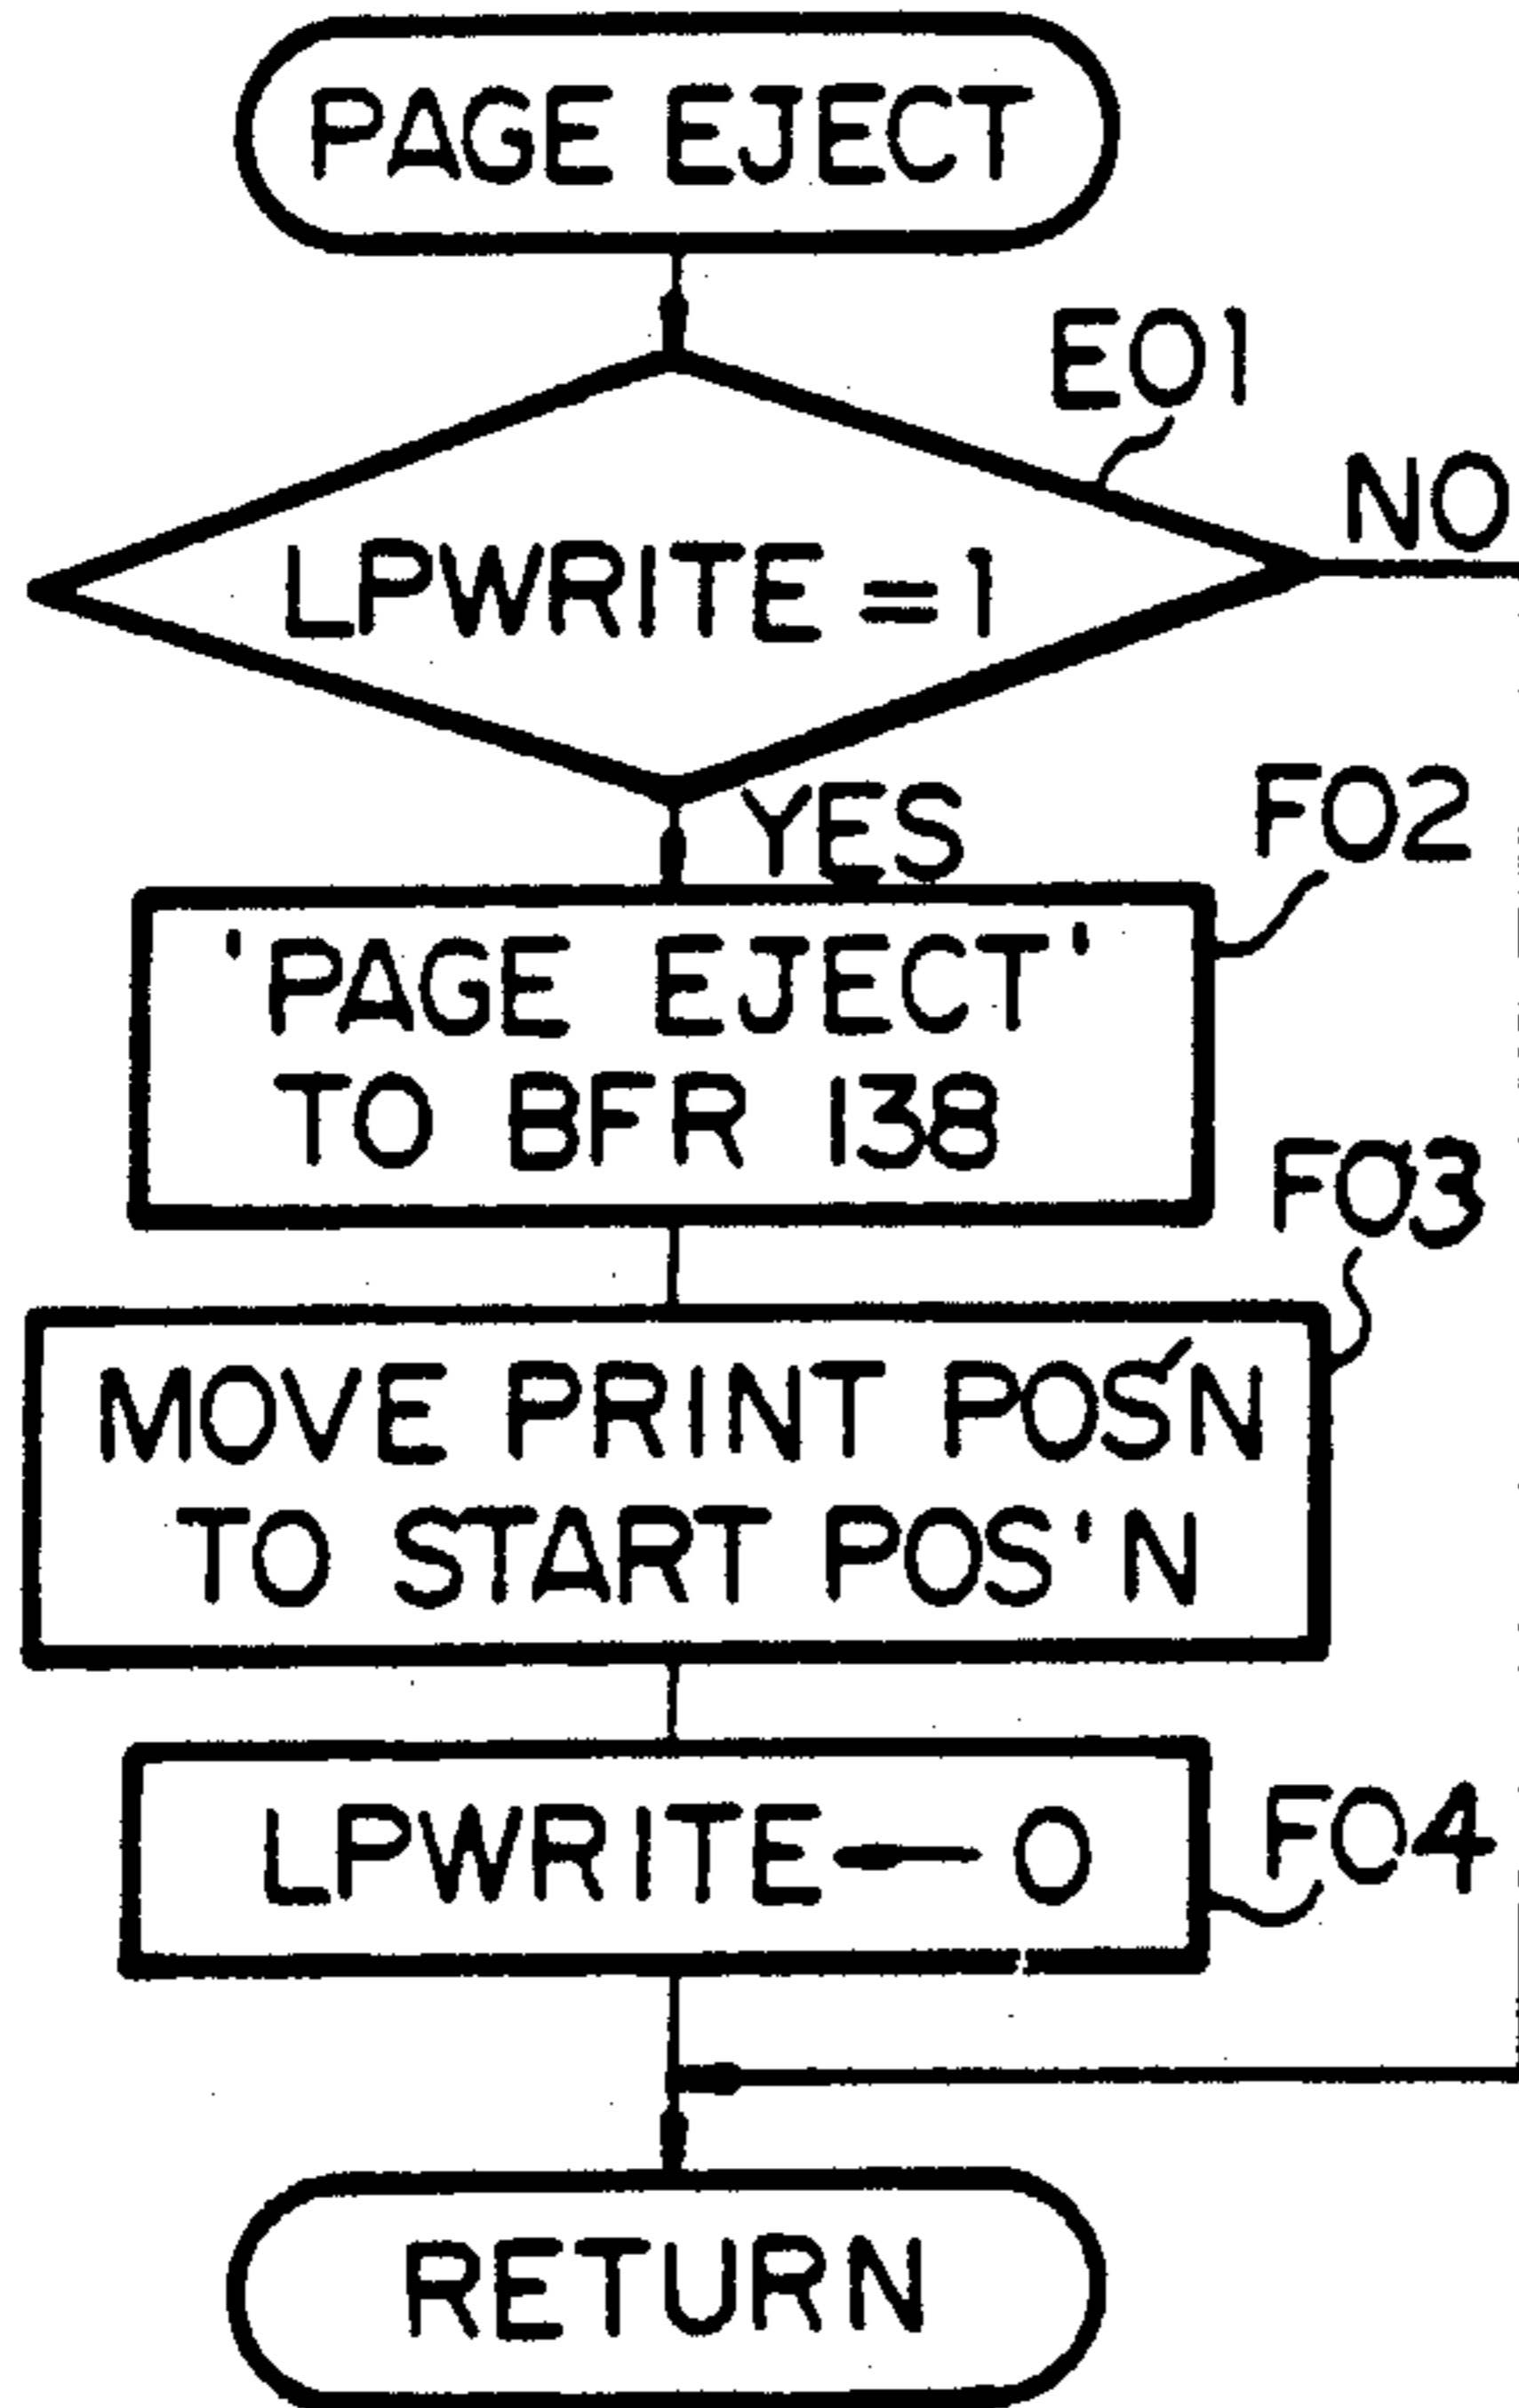 PAGE EJECT
E01
LPWRITE=1
NO
YES
F02
'PAGE EJECT'
TO BFR 138
F03
MOVE PRINT POS'N
TO START POS'N
LPWRITE← 0
F04
RETURN